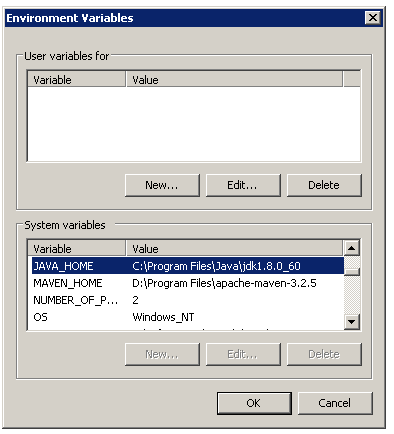 Environment Variables
User variables for
Variable Value
New... Edit... Delete
System variables
Variable Value
JAVA_HOME C:\Program Files\Java\jdk1.8.0_60
MAVEN_HOME D:\Program Files\apache-maven-3.2.5
NUMBER_OF_P... 2
OS Windows_NT
New... Edit... Delete
OK Cancel